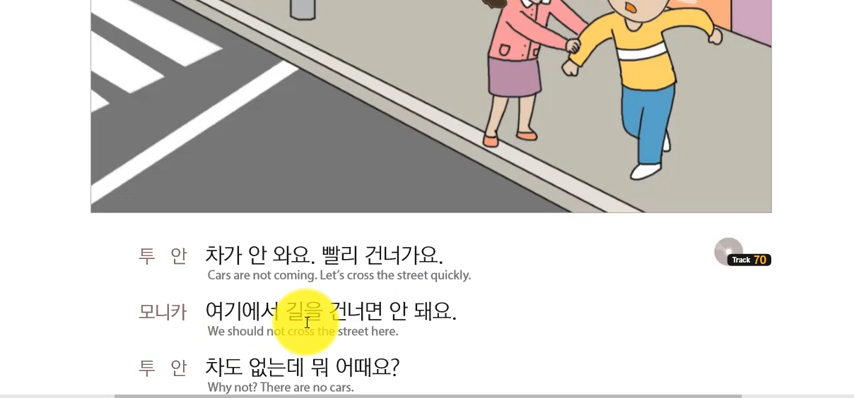 투 안 차가 안 와요. 빨리 건너가요.
Cars are not coming. Let's cross the street quickly.
Track 70
모니카 여기에서 길을 건너면 안 돼요.
We should not cross the street here.
투 안 차도 없는데 뭐 어때요?
Why not? There are no cars.